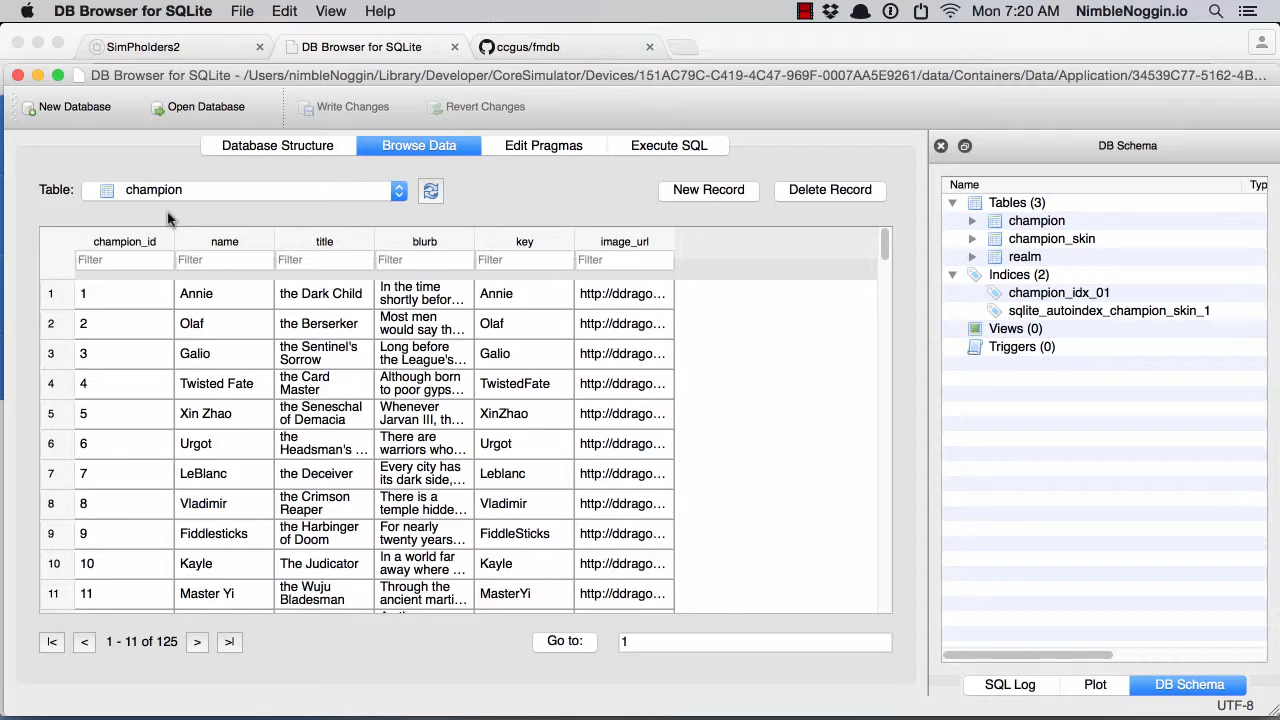 DB Browser for SQLite File Edit View Help Mon 7:20 AM NimbleNoggin.io
SimPholders2 DB Browser for SQLite ccgus/fmdb
DB Browser for SQLite - /Users/nimbleNoggin/Library/Developer/CoreSimulator/Devices/151AC79C-C419-4C47-969F-0007AA5E9261/data/Containers/Data/Application/34539C77-5162-4B...
New Database Open Database Write Changes Revert Changes
Database Structure Browse Data Edit Pragmas Execute SQL
Table: champion New Record Delete Record
champion_id name title blurb key image_url
Filter Filter Filter Filter Filter Filter
1 1 Annie the Dark Child In the time shortly befor... Annie http://ddrago...
2 2 Olaf the Berserker Most men would say th... Olaf http://ddrago...
3 3 Galio the Sentinel's Sorrow Long before the League's... Galio http://ddrago...
4 4 Twisted Fate the Card Master Although born to poor gyps... TwistedFate http://ddrago...
5 5 Xin Zhao the Seneschal of Demacia Whenever Jarvan III, th... XinZhao http://ddrago...
6 6 Urgot the Headsman's ... There are warriors who... Urgot http://ddrago...
7 7 LeBlanc the Deceiver Every city has its dark side,... Leblanc http://ddrago...
8 8 Vladimir the Crimson Reaper There is a temple hidde... Vladimir http://ddrago...
9 9 Fiddlesticks the Harbinger of Doom For nearly twenty years... FiddleSticks http://ddrago...
10 10 Kayle The Judicator In a world far away where ... Kayle http://ddrago...
11 11 Master Yi the Wuju Bladesman Through the ancient marti... MasterYi http://ddrago...
|< < 1 - 11 of 125 > >| Go to: 1
DB Schema
Name Typ
Tables (3)
champion
champion_skin
realm
Indices (2)
champion_idx_01
sqlite_autoindex_champion_skin_1
Views (0)
Triggers (0)
SQL Log Plot DB Schema
UTF-8